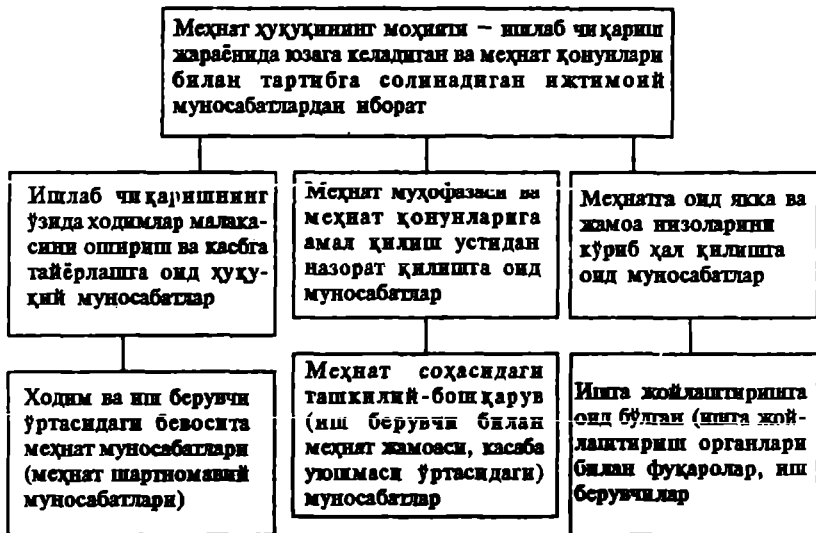 Меҳнат ҳуқуқининг моҳияти – ишлаб чиқариш
жараёнида юзага келадиган ва меҳнат қонунлари
билан тартибга солинадиган ижтимоий
муносабатлардан иборат
Ишлаб чиқаришнинг
ўзида ходимлар малака-
сини ошириш ва касбга
тайёрлашга оид ҳуқу-
қий муносабатлар
Меҳнат муҳофазаси ва
меҳнат қонунларига
амал қилиш устидан
назорат қилишга оид
муносабатлар
Меҳнатга оид якка ва
жамоа низоларини
кўриб ҳал қилишга
оид муносабатлар
Ходим ва иш берувчи
ўртасидаги бевосита
меҳнат муносабатлари
(меҳнат шартномавий
муносабатлари)
Меҳнат соҳасидаги
ташкилий-бошқарув
(иш берувчи билан
меҳнат жамоаси, касаба
уюшмаси ўртасидаги)
муносабатлар
Ишга жойлаштиришга
оид бўлган (ишга жой-
лаштириш органлари
билан фуқаролар, иш
берувчилар